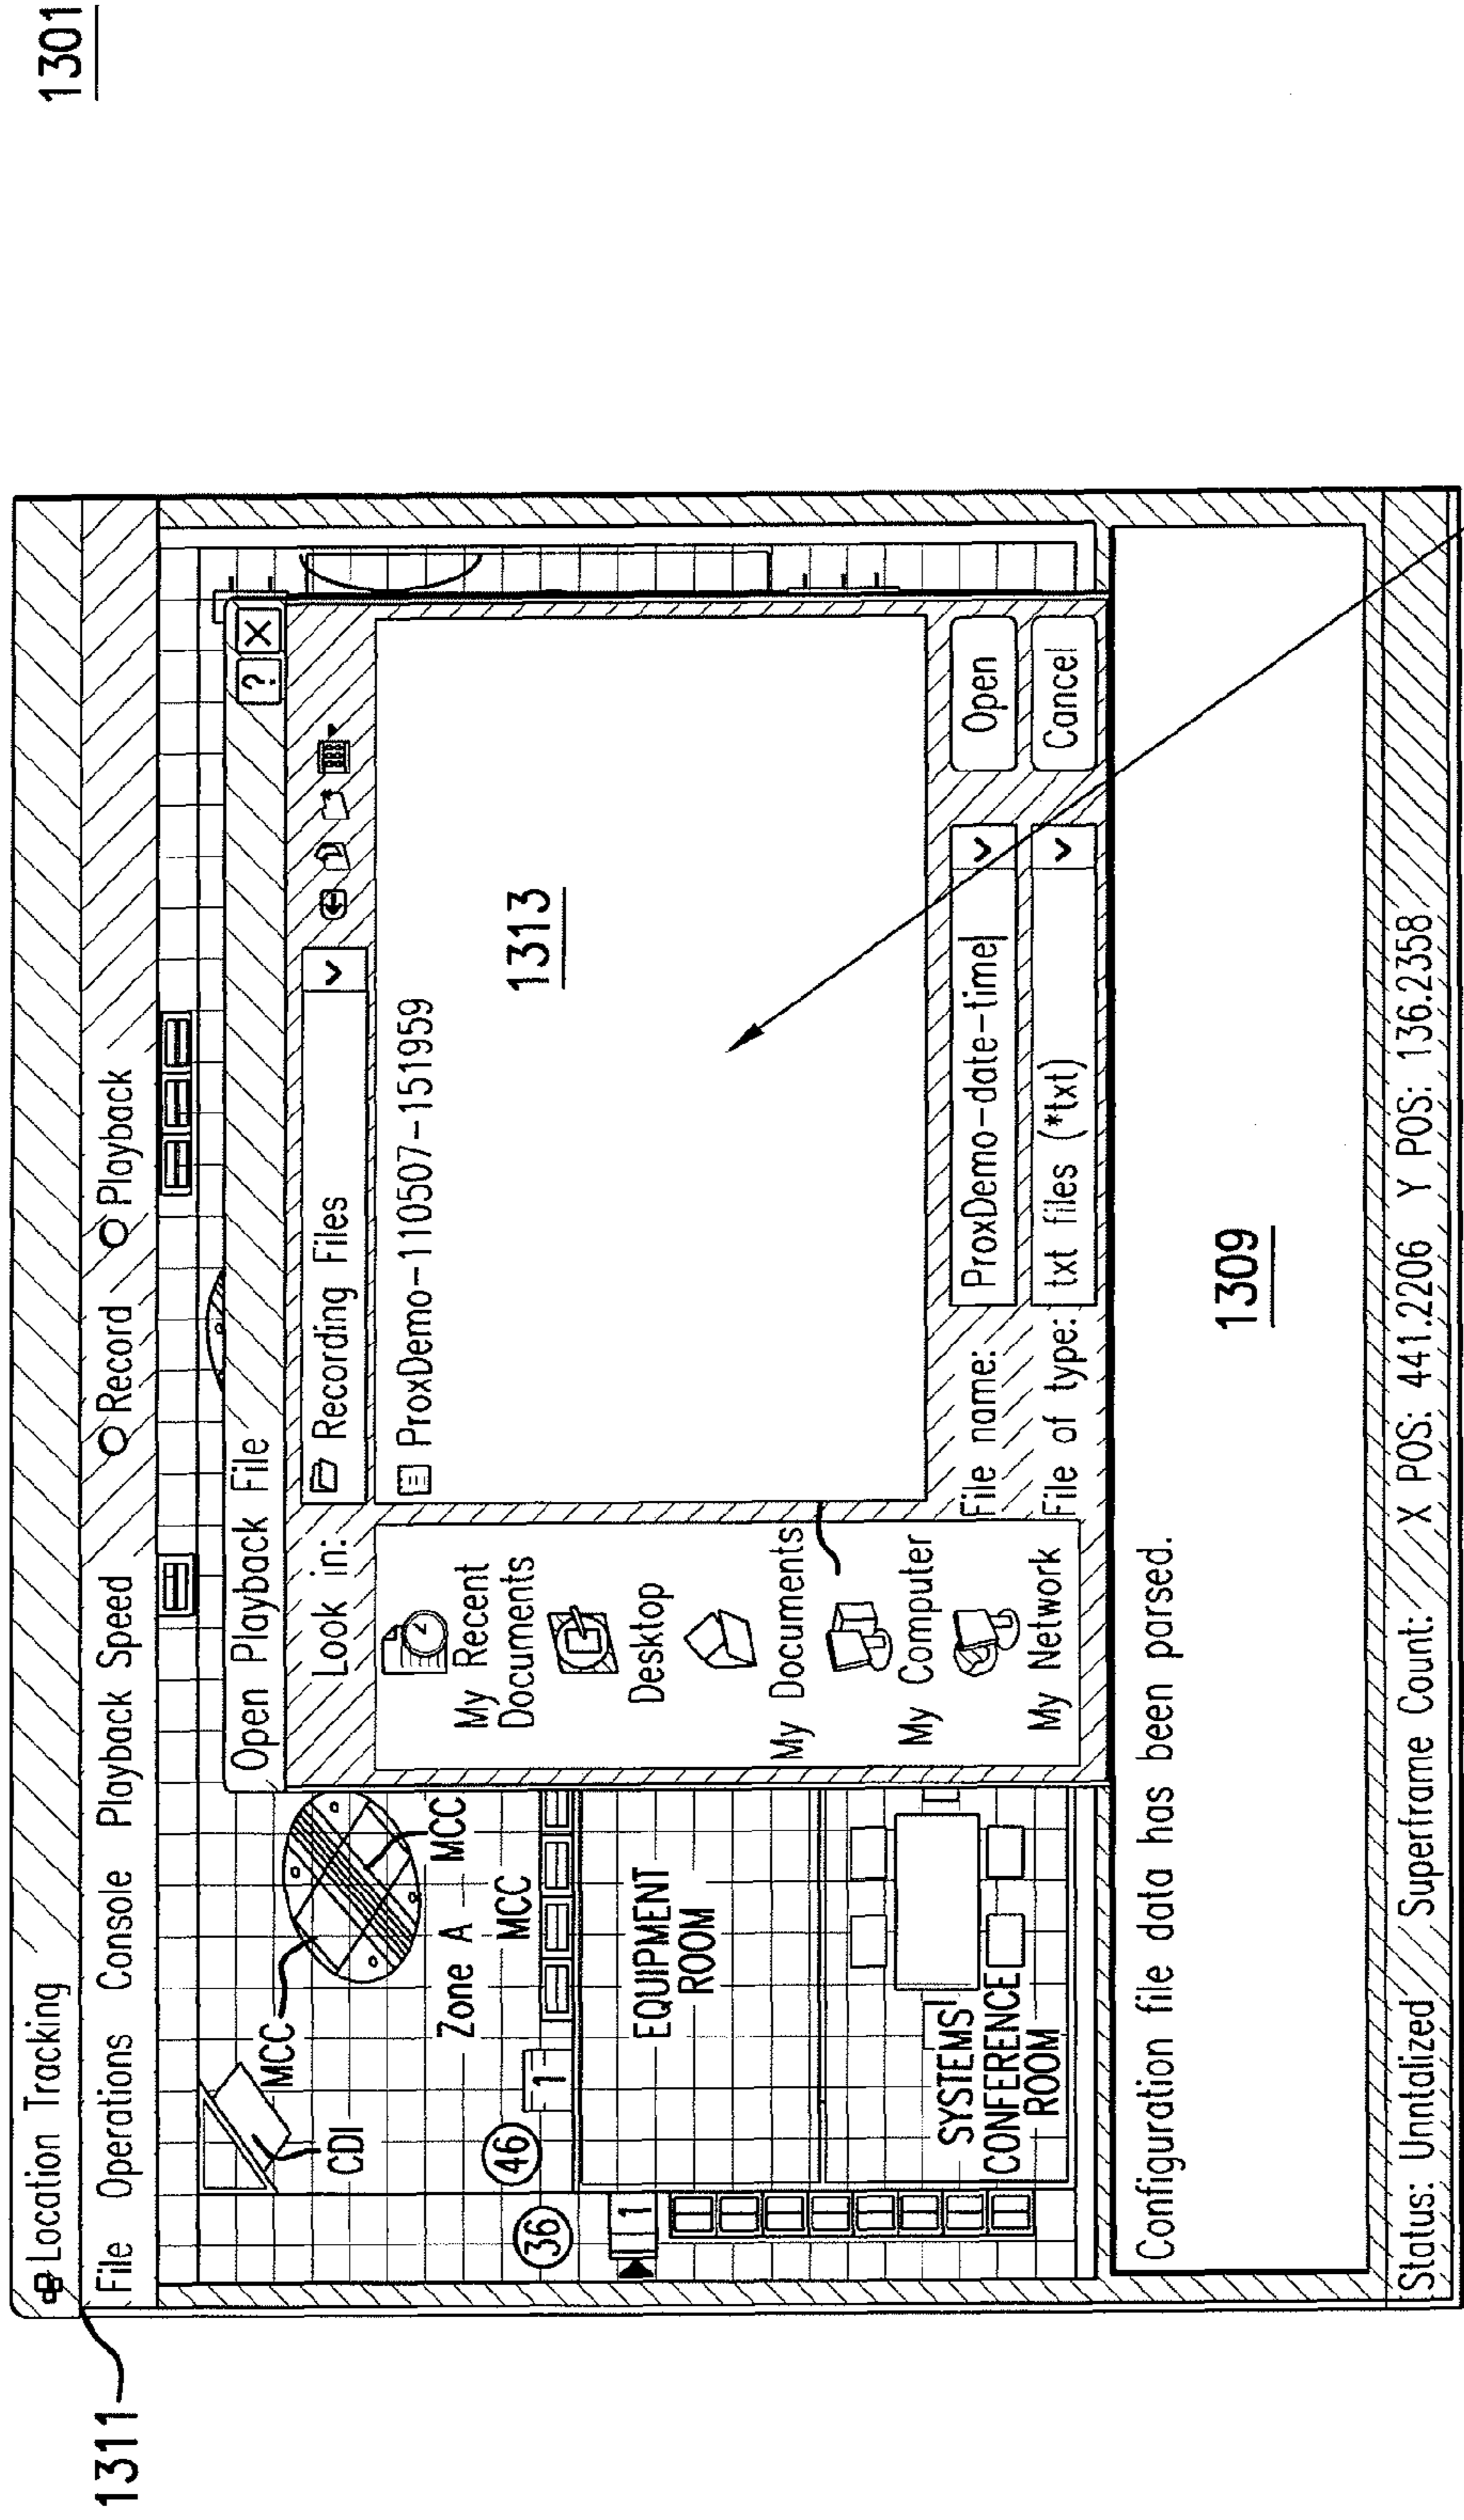 1301
1311
Location Tracking
File Operations Console Playback Speed Record Playback
MCC
CDI
MCC
Zone A
MCC
46
36
1
1
EQUIPMENT
ROOM
SYSTEMS
CONFERENCE
ROOM
Open Playback File
? X
Look in:
Recording Files
My Recent
Documents
Desktop
My Documents
My Computer
My Network
ProxDemo-110507-151959
1313
File name: ProxDemo-date-time Open
File of type: txt files (*txt) Cancel
Configuration file data has been parsed.
1309
Status: Unntalized Superframe Count: X POS: 441.2206 Y POS: 136.2358